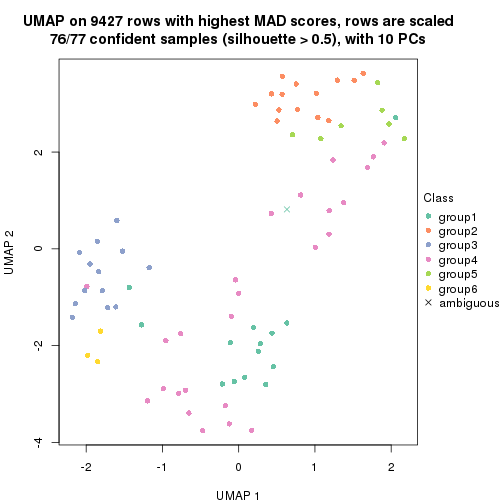 UMAP on 9427 rows with highest MAD scores, rows are scaled
76/77 confident samples (silhouette > 0.5), with 10 PCs
2
0
-2
-4
UMAP 2
-2
-1
0
1
2
UMAP 1
Class
group1
group2
group3
group4
group5
group6
ambiguous